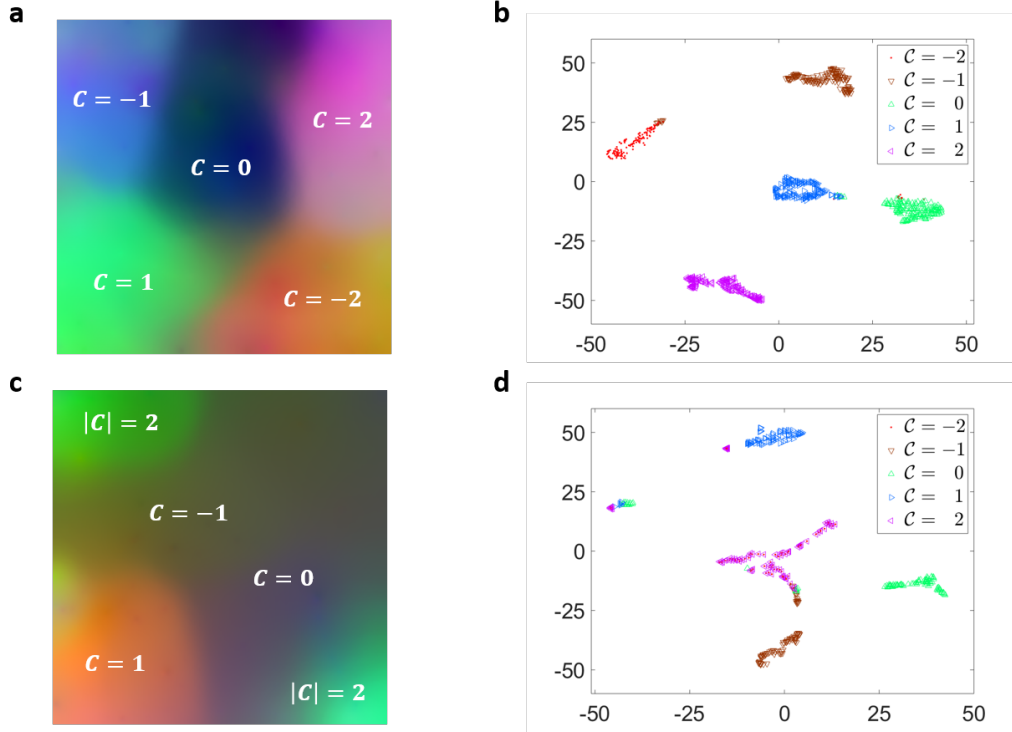 a
C = −1
C = 2
C = 0
C = 1
C = −2
b
50
25
0
-25
-50
-50
-25
0
25
50
𝒞 = −2
𝒞 = −1
𝒞 = 0
𝒞 = 1
𝒞 = 2
c
|C| = 2
C = −1
C = 0
C = 1
|C| = 2
d
50
25
0
-25
-50
-50
-25
0
25
50
𝒞 = −2
𝒞 = −1
𝒞 = 0
𝒞 = 1
𝒞 = 2